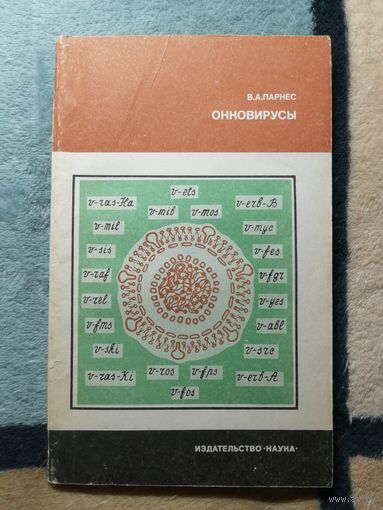 В.А.ПАРНЕС
ОНКОВИРУСЫ
v-ets
v-ras-Ha v-mib v-mos v-erb-B
v-mil v-myc
v-sis v-fes
v-raf v-fgr
v-rel v-yes
v-fms v-abl
v-ski v-src
v-ras-Ki v-ros v-fps v-erb-A
v-fos
ИЗДАТЕЛЬСТВО «НАУКА»